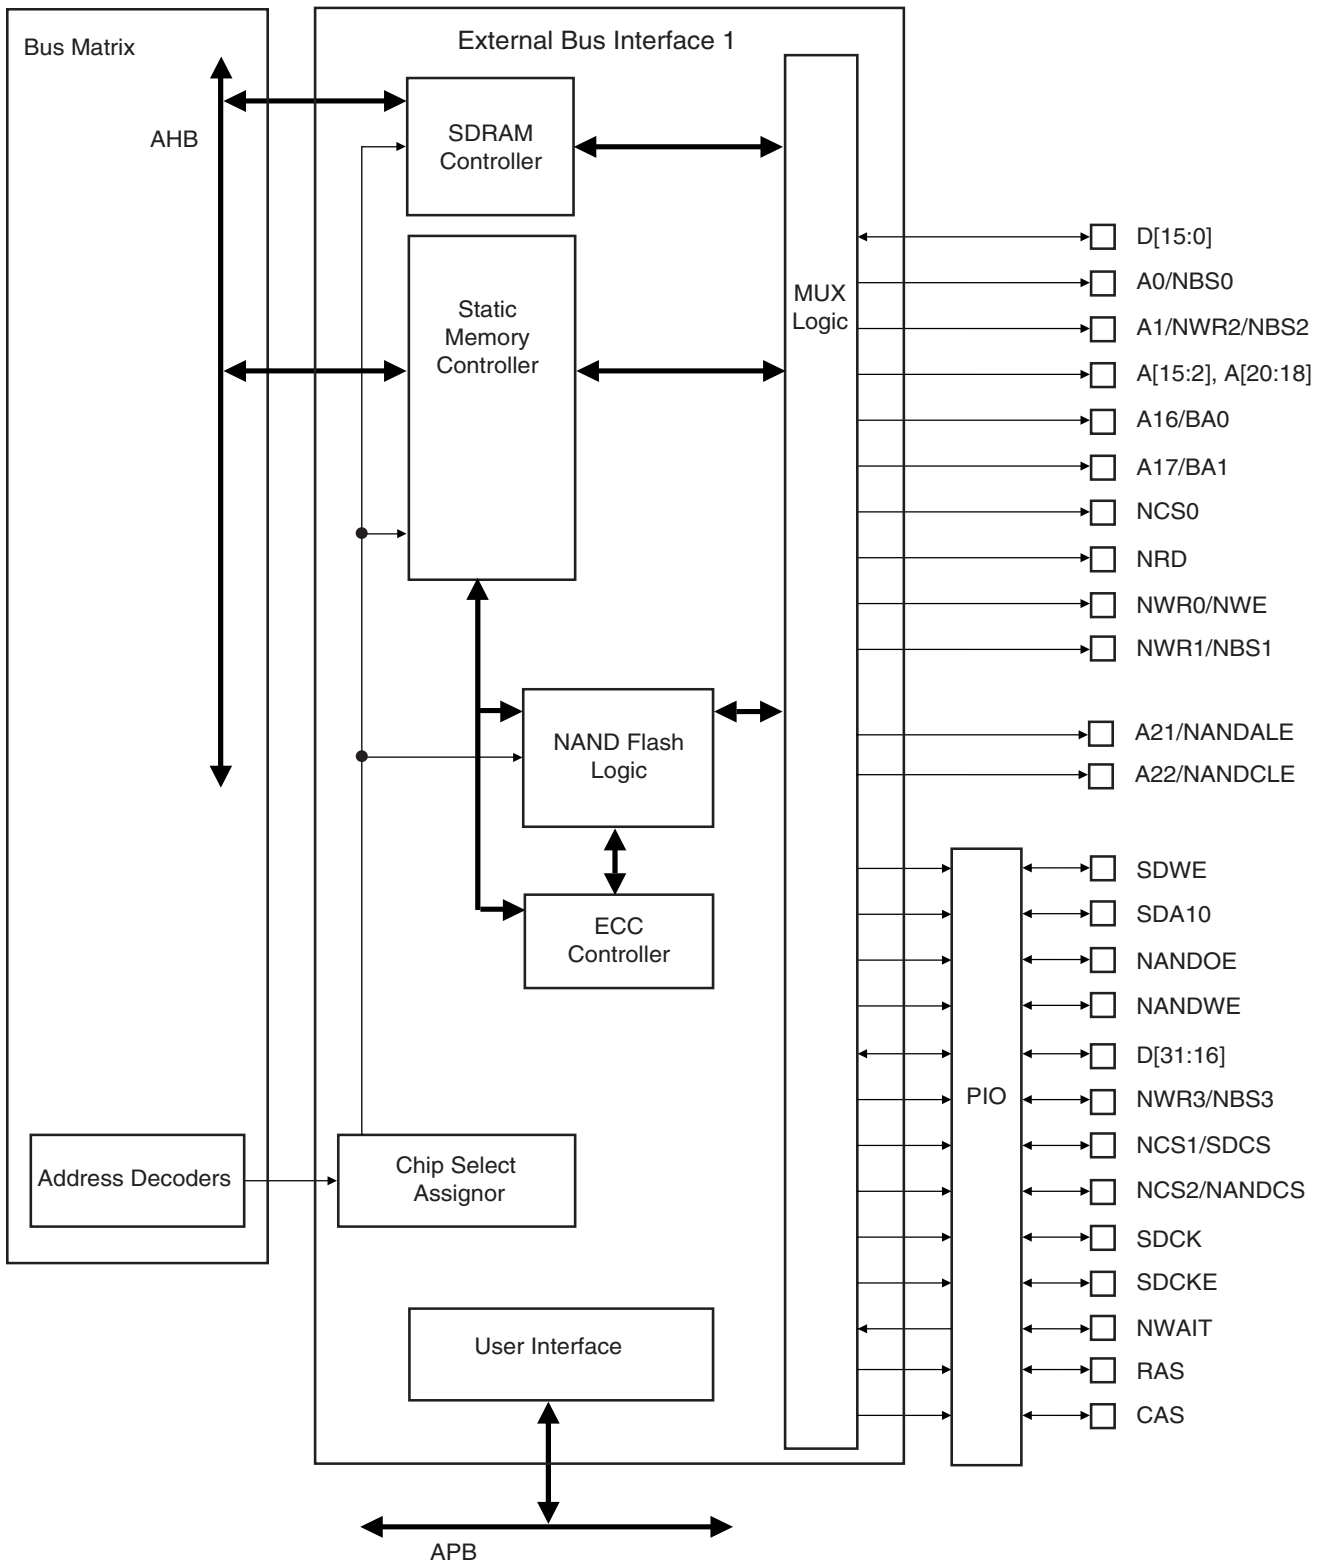 Bus Matrix
External Bus Interface 1
AHB
SDRAM
Controller
Static
Memory
Controller
MUX
Logic
NAND Flash
Logic
ECC
Controller
Address Decoders
Chip Select
Assignor
User Interface
APB
PIO
D[15:0]
A0/NBS0
A1/NWR2/NBS2
A[15:2], A[20:18]
A16/BA0
A17/BA1
NCS0
NRD
NWR0/NWE
NWR1/NBS1
A21/NANDALE
A22/NANDCLE
SDWE
SDA10
NANDOE
NANDWE
D[31:16]
NWR3/NBS3
NCS1/SDCS
NCS2/NANDCS
SDCK
SDCKE
NWAIT
RAS
CAS